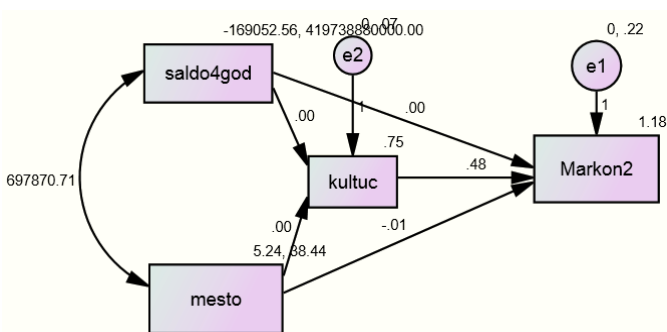 -169052.56, 419738880000.00
0, .07
0, .22
saldo4god
e2
e1
.00
1
.00
1
1.18
.75
.48
Markon2
kultuc
697870.71
.00
-.01
5.24, 38.44
mesto